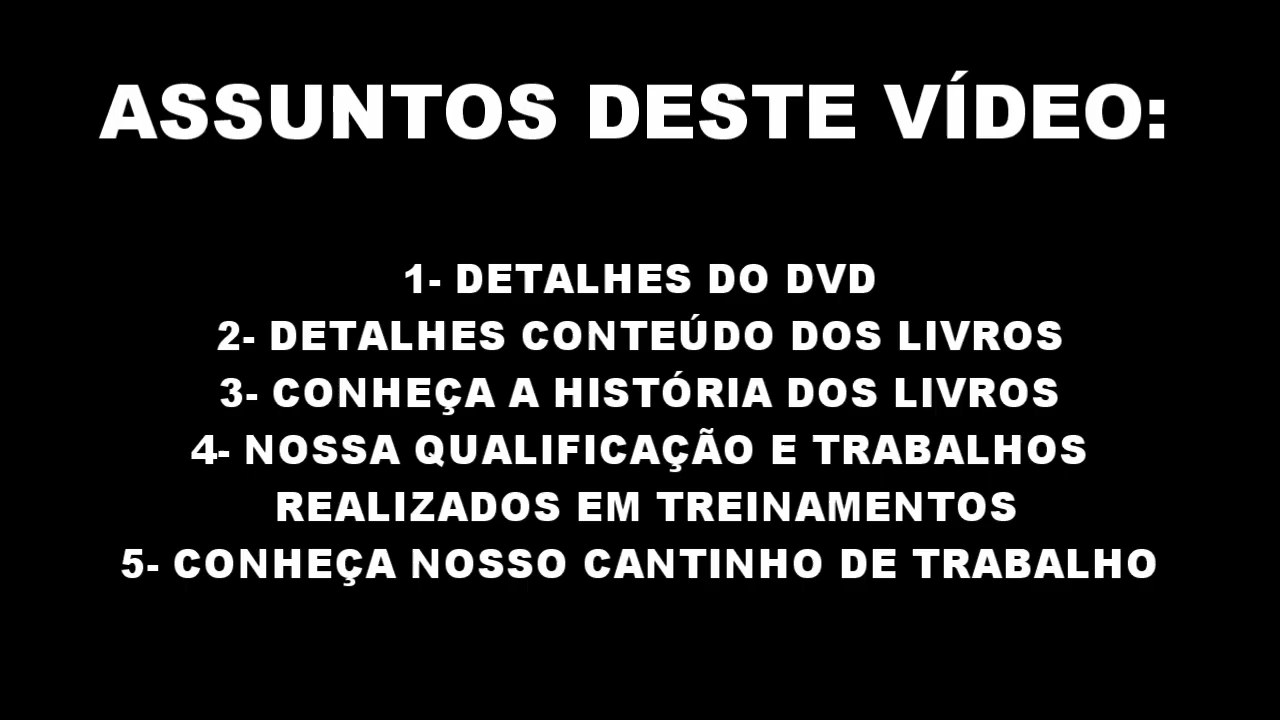 ASSUNTOS DESTE VÍDEO:
1- DETALHES DO DVD
2- DETALHES CONTEÚDO DOS LIVROS
3- CONHEÇA A HISTÓRIA DOS LIVROS
4- NOSSA QUALIFICAÇÃO E TRABALHOS
REALIZADOS EM TREINAMENTOS
5- CONHEÇA NOSSO CANTINHO DE TRABALHO